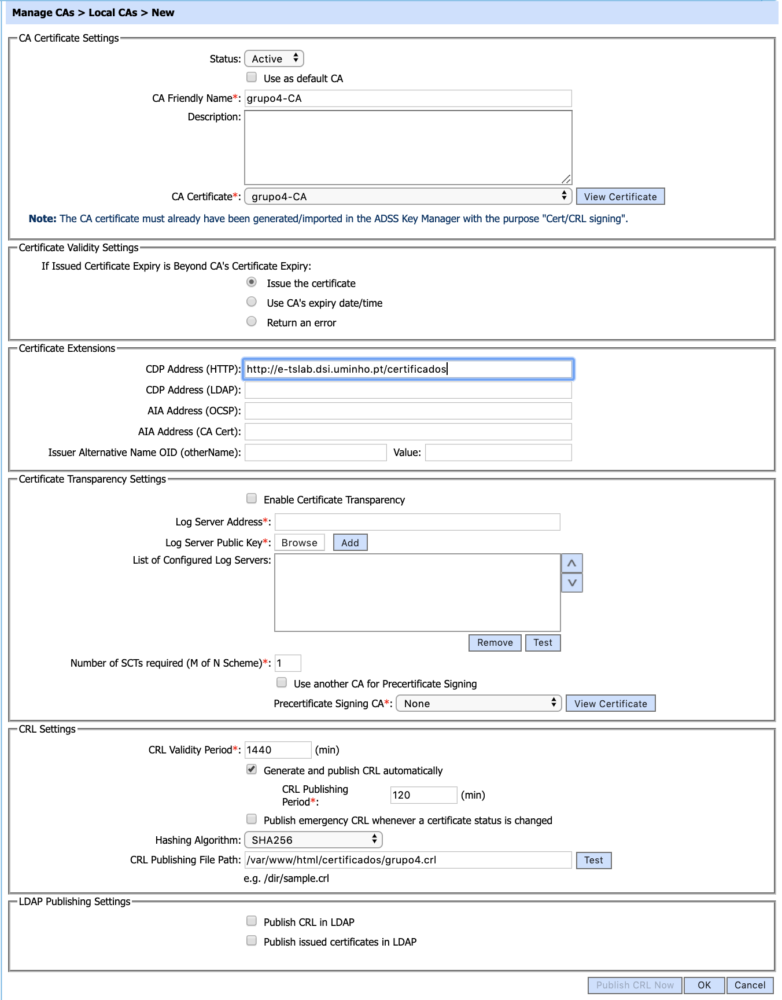 Manage CAs > Local CAs > New
CA Certificate Settings
Status: Active
Use as default CA
CA Friendly Name*: grupo4-CA
Description:
CA Certificate*: grupo4-CA View Certificate
Note: The CA certificate must already have been generated/imported in the ADSS Key Manager with the purpose "Cert/CRL signing".
Certificate Validity Settings
If Issued Certificate Expiry is Beyond CA's Certificate Expiry:
Issue the certificate
Use CA's expiry date/time
Return an error
Certificate Extensions
CDP Address (HTTP): http://e-tslab.dsi.uminho.pt/certificados
CDP Address (LDAP):
AIA Address (OCSP):
AIA Address (CA Cert):
Issuer Alternative Name OID (otherName): Value:
Certificate Transparency Settings
Enable Certificate Transparency
Log Server Address*:
Log Server Public Key*: Browse Add
List of Configured Log Servers:
Remove Test
Number of SCTs required (M of N Scheme)*: 1
Use another CA for Precertificate Signing
Precertificate Signing CA*: None View Certificate
CRL Settings
CRL Validity Period*: 1440 (min)
Generate and publish CRL automatically
CRL Publishing
Period*: 120 (min)
Publish emergency CRL whenever a certificate status is changed
Hashing Algorithm: SHA256
CRL Publishing File Path: /var/www/html/certificados/grupo4.crl Test
e.g. /dir/sample.crl
LDAP Publishing Settings
Publish CRL in LDAP
Publish issued certificates in LDAP
Publish CRL Now OK Cancel